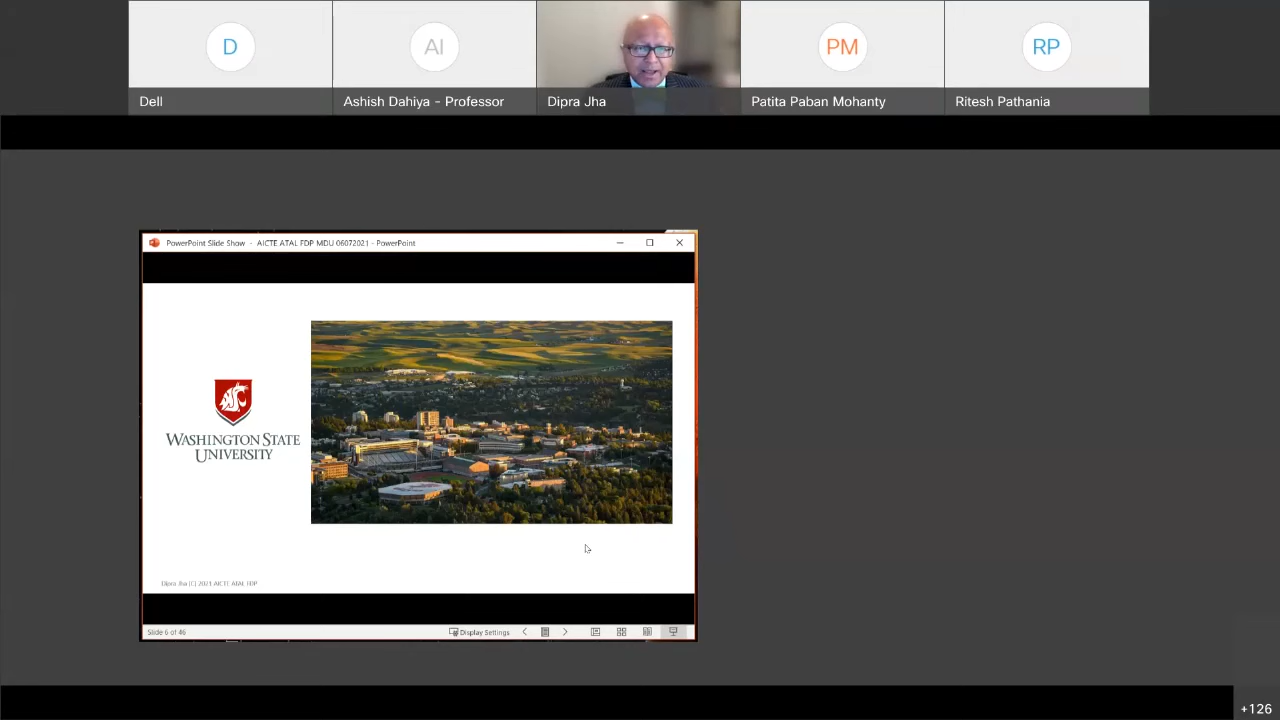 D
AI
PM
RP
Dell
Ashish Dahiya - Professor
Dipra Jha
Patita Paban Mohanty
Ritesh Pathania
PowerPoint Slide Show - AICTE ATAL FDP MDU 06072021 - PowerPoint
WASHINGTON STATE
UNIVERSITY
Dipra Jha (C) 2021 AICTE ATAL FDP
Slide 6 of 46
Display Settings
+126